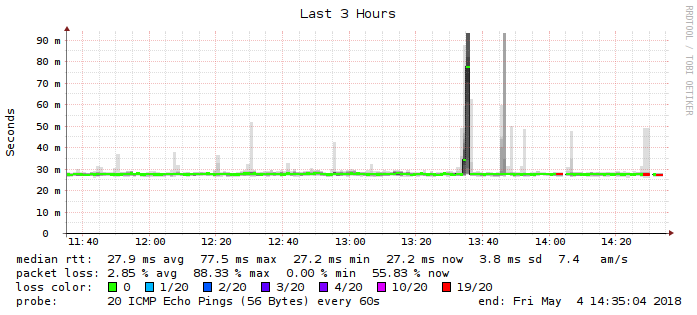 Last 3 Hours
RRDTOOL / TOBI OETIKER
Seconds
90 m
80 m
70 m
60 m
50 m
40 m
30 m
20 m
10 m
0
11:40 12:00 12:20 12:40 13:00 13:20 13:40 14:00 14:20
median rtt: 27.9 ms avg 77.5 ms max 27.2 ms min 27.2 ms now 3.8 ms sd 7.4 am/s
packet loss: 2.85 % avg 88.33 % max 0.00 % min 55.83 % now
loss color: 0 1/20 2/20 3/20 4/20 10/20 19/20
probe: 20 ICMP Echo Pings (56 Bytes) every 60s end: Fri May 4 14:35:04 2018